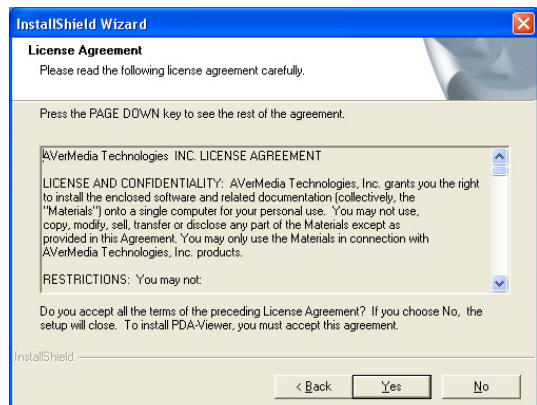 InstallShield Wizard
License Agreement
Please read the following license agreement carefully.
Press the PAGE DOWN key to see the rest of the agreement.
AVerMedia Technologies INC. LICENSE AGREEMENT
LICENSE AND CONFIDENTIALITY: AVerMedia Technologies, Inc. grants you the right
to install the enclosed software and related documentation (collectively, the
"Materials") onto a single computer for your personal use. You may not use,
copy, modify, sell, transfer or disclose any part of the Materials except as
provided in this Agreement. You may only use the Materials in connection with
AVerMedia Technologies, Inc. products.
RESTRICTIONS: You may not:
Do you accept all the terms of the preceding License Agreement? If you choose No, the
setup will close. To install PDA-Viewer, you must accept this agreement.
InstallShield
< Back Yes No